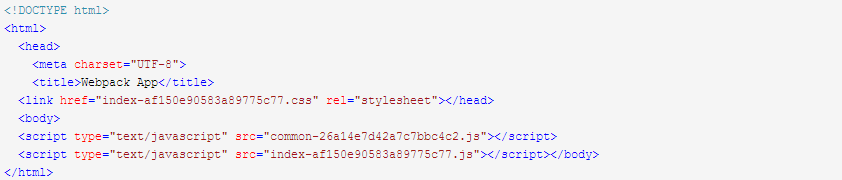 <!DOCTYPE html>
<html>
  <head>
    <meta charset="UTF-8">
    <title>Webpack App</title>
  <link href="index-af150e90583a89775c77.css" rel="stylesheet"></head>
  <body>
  <script type="text/javascript" src="common-26a14e7d42a7c7bbc4c2.js"></script>
  <script type="text/javascript" src="index-af150e90583a89775c77.js"></script></body>
</html>